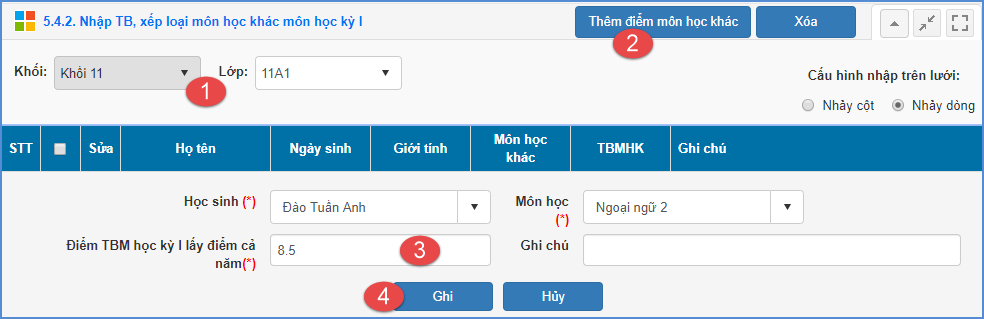 5.4.2. Nhập TB, xếp loại môn học khác môn học kỳ I
Thêm điểm môn học khác
Xóa
2
Khối: Khối 11
Lớp: 11A1
1
Cấu hình nhập trên lưới:
Nhảy cột Nhảy dòng
STT Sửa Họ tên Ngày sinh Giới tính Môn học khác TBMHK Ghi chú
Học sinh (*) Đào Tuấn Anh
Môn học (*) Ngoại ngữ 2
Điểm TBM học kỳ I lấy điểm cả
năm(*)
8.5
3
Ghi chú
4
Ghi
Hủy